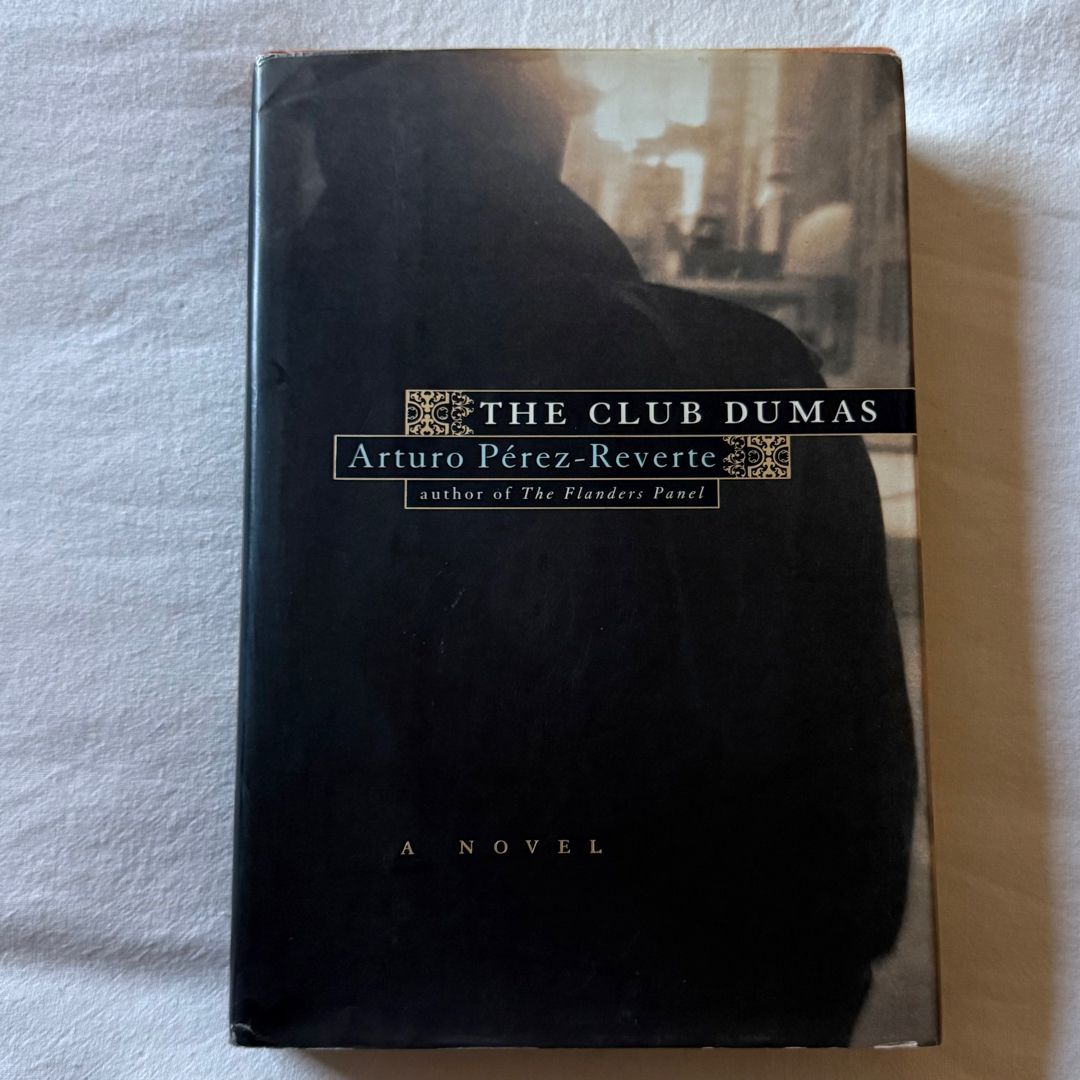 THE CLUB DUMAS
Arturo Pérez-Reverte
author of The Flanders Panel
A NOVEL